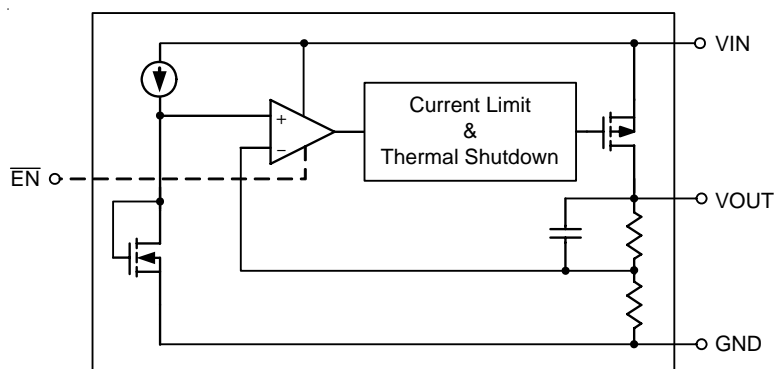 VIN
Current Limit
&
Thermal Shutdown
+
−
EN
VOUT
GND